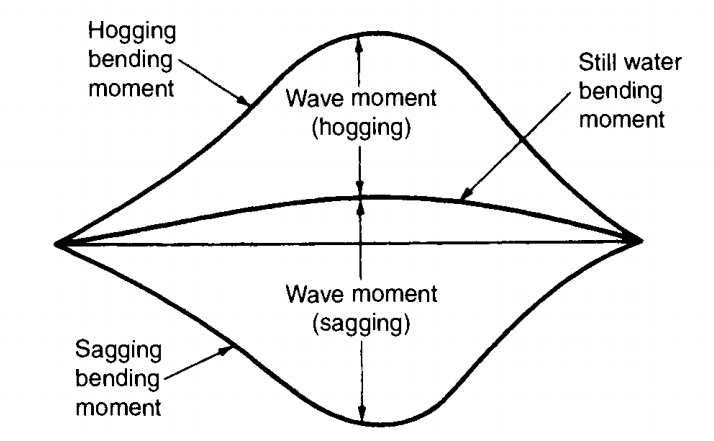 Hogging
bending
moment
Still water
bending
moment
Wave moment
(hogging)
Wave moment
(sagging)
Sagging
bending
moment